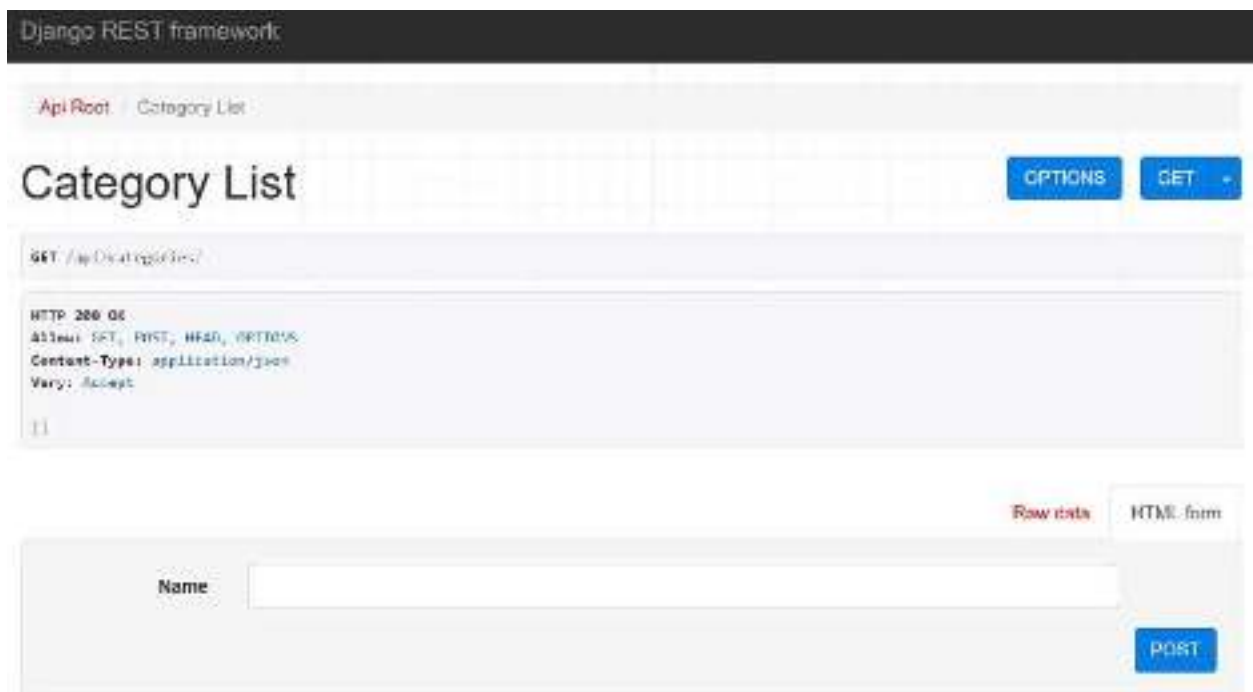 Django REST framework
Api Root / Category List
Category List
OPTIONS
GET
GET /api/categories/
HTTP 200 OK
Allow: GET, POST, HEAD, OPTIONS
Content-Type: application/json
Vary: Accept
[]
Raw data
HTML form
Name
POST